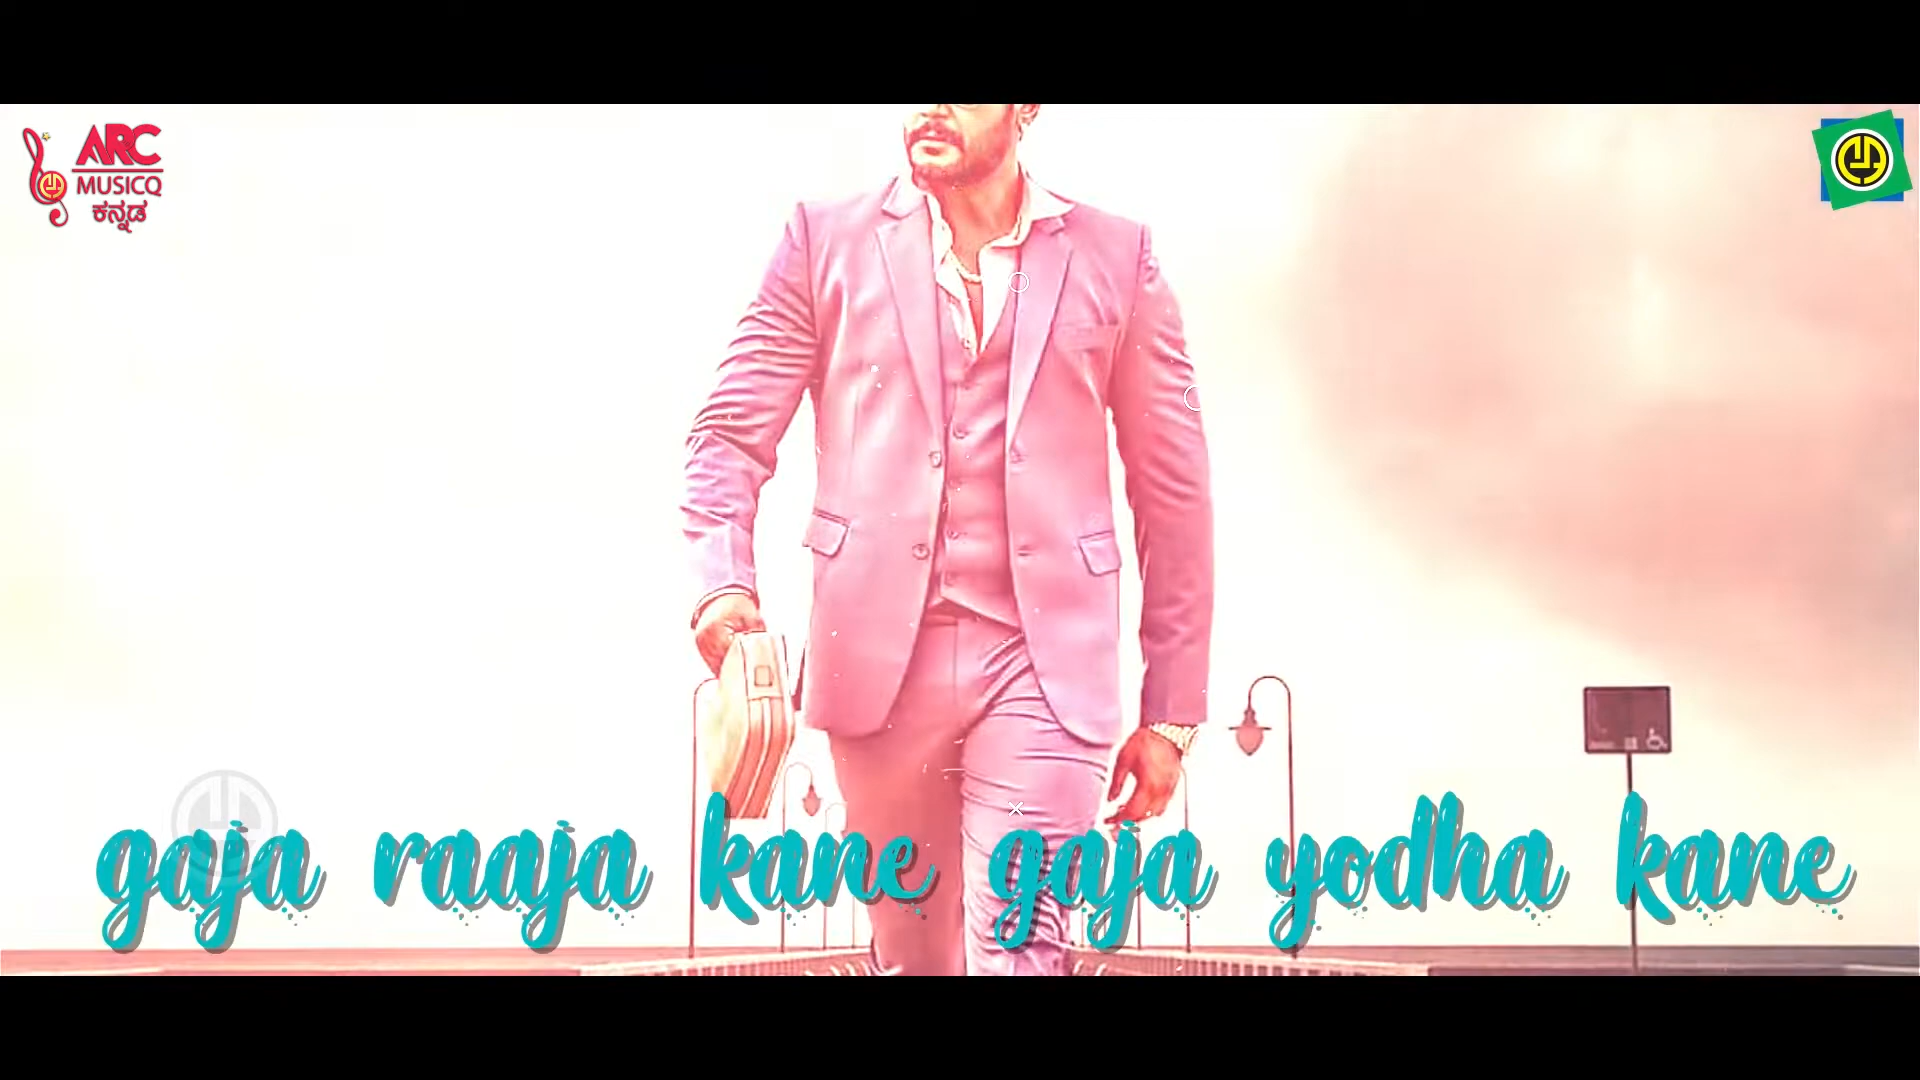 ARC
MUSICQ
ಕನ್ನಡ
gaja raaja kane gaja yodha kane